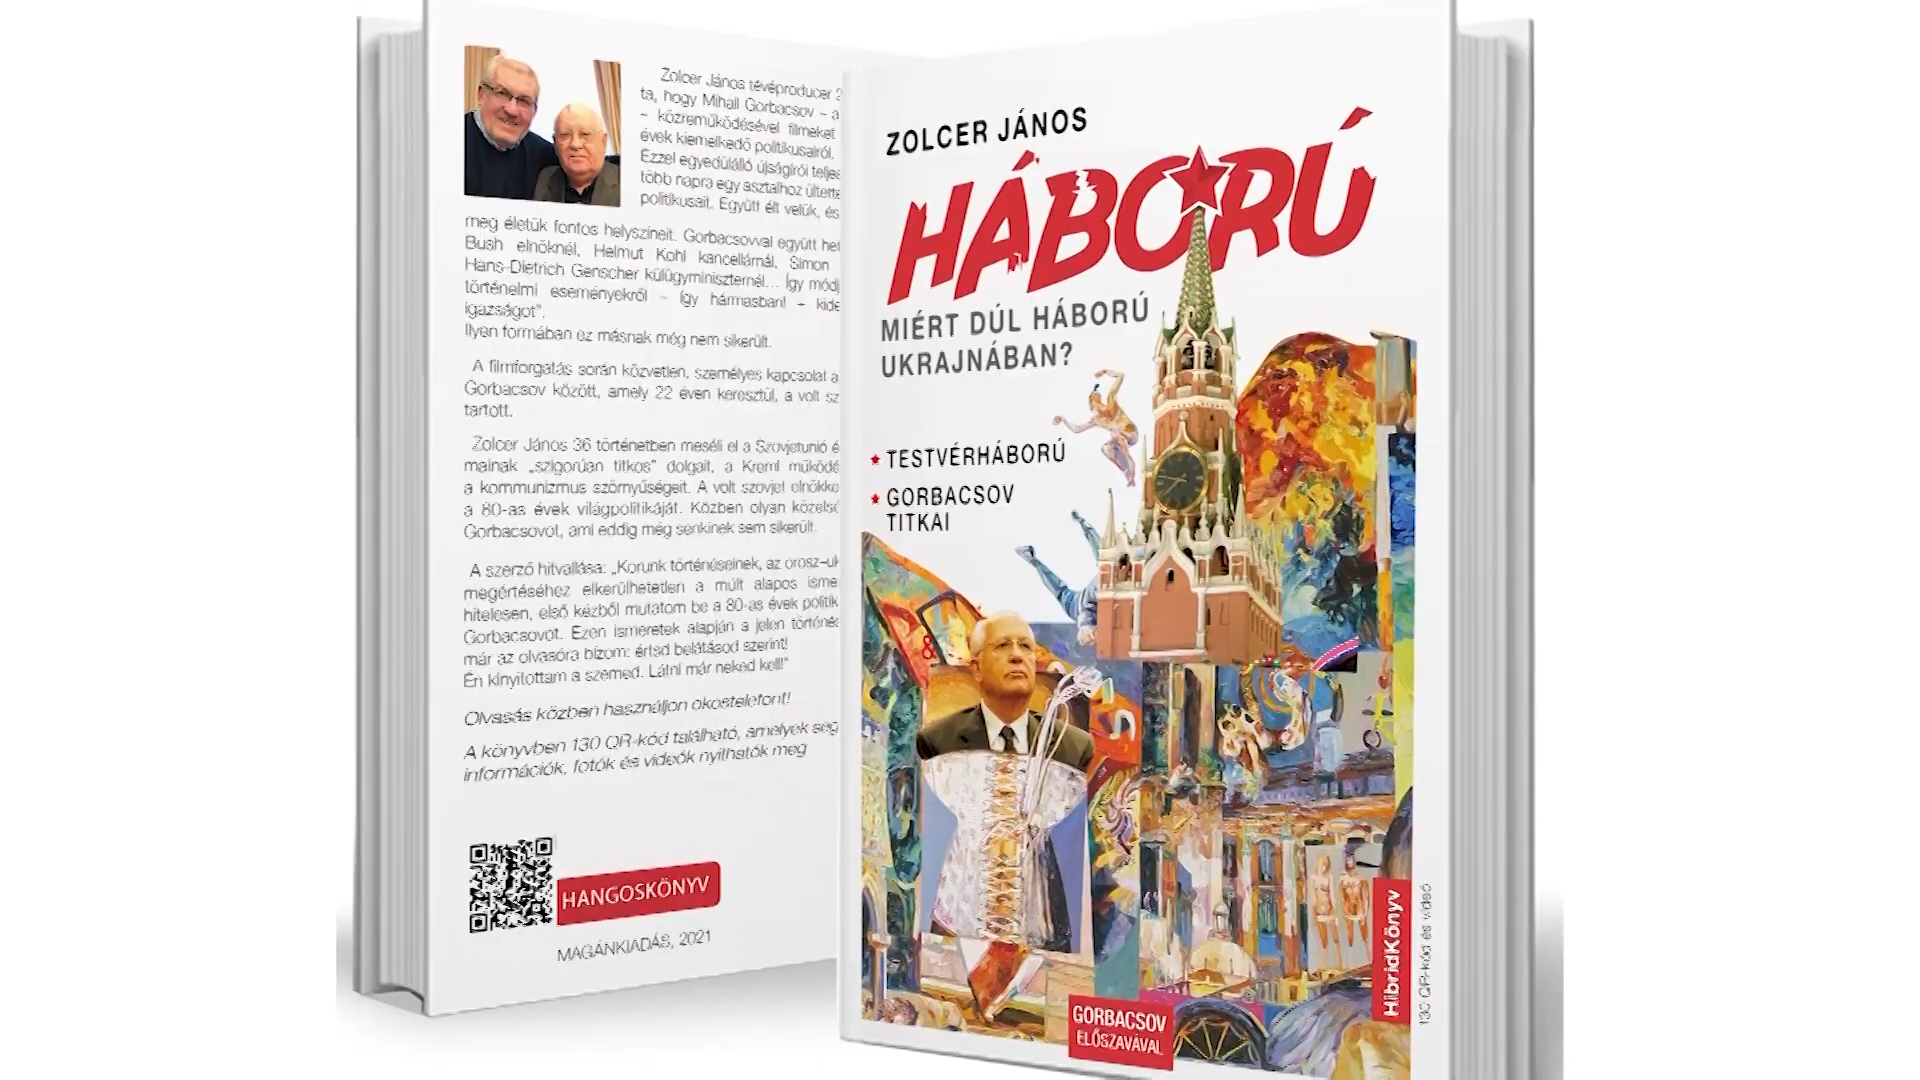 Zolcer János tévéproducer
ta, hogy Mihail Gorbacsov – a
– közreműködésével filmeket
évek kiemelkedő politikusairól.
Ezzel egyedülálló újságírói telje
több napra egy asztalhoz ültette
politikusait. Együtt élt velük, és
meg életük fontos helyszíneit. Gorbacsovval együtt
Bush elnöknél, Helmut Kohl kancellárnál, Simon
Hans-Dietrich Genscher külügyminiszternél... Így
történelmi eseményekről – így hármasban! – kide
igazságot”.
Ilyen formában ez másnak még nem sikerült.
A filmforgatás során közvetlen, személyes kapcsolat a
Gorbacsov között, amely 22 éven keresztül, a volt sz
tartott.
Zolcer János 36 történetben meséli el a Szovjetunió é
mainak „szigorúan titkos” dolgait, a Kreml működé
a kommunizmus szörnyűségeit. A volt szovjet elnökke
a 80-as évek világpolitikáját. Közben olyan közelsé
Gorbacsovot, ami eddig még senkinek sem sikerült.
A szerző hitvallása: „Korunk történéseinek, az orosz–uk
megértéséhez elkerülhetetlen a múlt alapos isme
hitelesen, első kézből mutatom be a 80-as évek politik
Gorbacsovot. Ezen ismeretek alapján a jelen történé
már az olvasóra bízom: értsd belátásod szerint!
Én kinyitottam a szemed. Látni már neked kell!”
Olvasás közben használjon okostelefont!
A könyvben 130 QR-kód található, amelyek seg
információk, fotók és videók nyílhatók meg
HANGOSKÖNYV
MAGÁNKIADÁS, 2021
ZOLCER JÁNOS
HÁBORÚ
MIÉRT DÚL HÁBORÚ
UKRAJNÁBAN?
TESTVÉRHÁBORÚ
GORBACSOV
TITKAI
GORBACSOV
ELŐSZAVÁVAL
HibridKönyv
130 QR-kód és videó